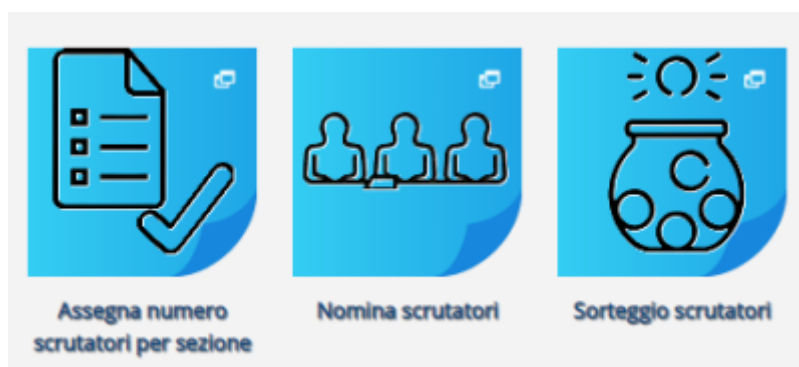 Assegna numero
scrutatori per sezione
Nomina scrutatori
Sorteggio scrutatori